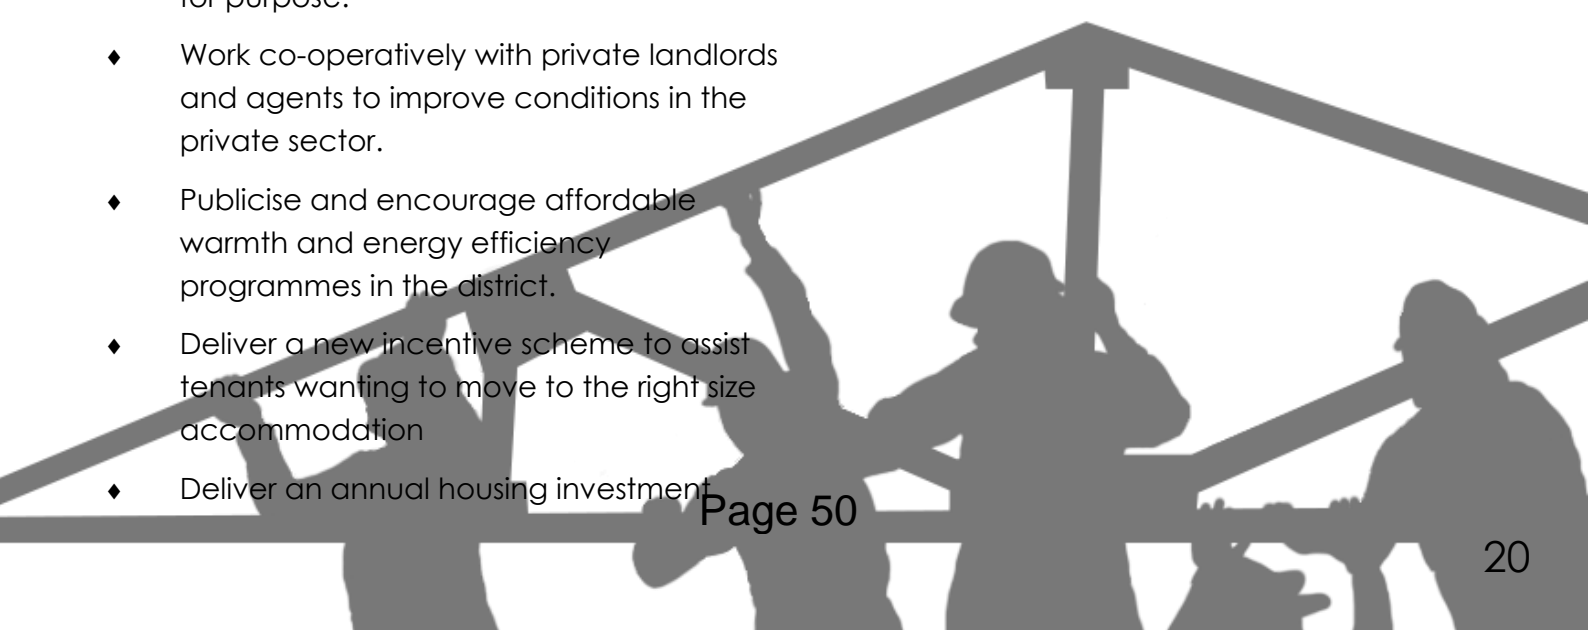 for purpose.
♦ Work co-operatively with private landlords
and agents to improve conditions in the
private sector.
♦ Publicise and encourage affordable
warmth and energy efficiency
programmes in the district.
♦ Deliver a new incentive scheme to assist
tenants wanting to move to the right size
accommodation
♦ Deliver an annual housing investment
Page 50
20